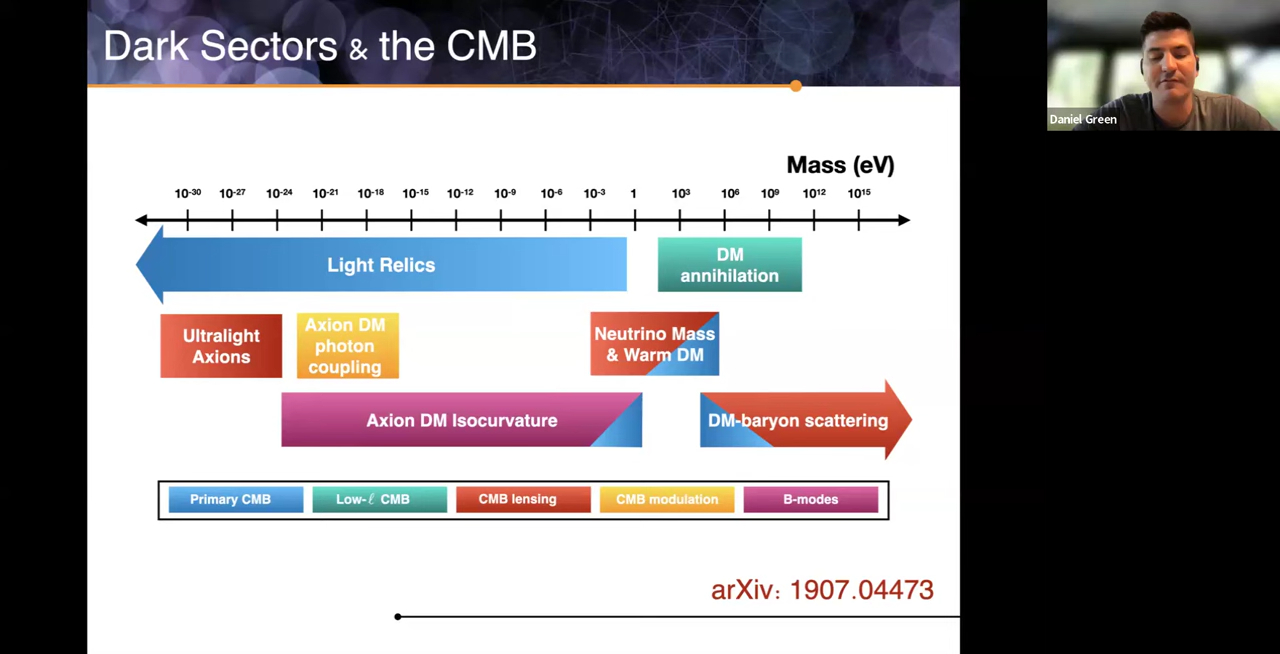 Dark Sectors & the CMB
Daniel Green
Mass (eV)
10⁻³⁰ 10⁻²⁷ 10⁻²⁴ 10⁻²¹ 10⁻¹⁸ 10⁻¹⁵ 10⁻¹² 10⁻⁹ 10⁻⁶ 10⁻³ 1 10³ 10⁶ 10⁹ 10¹² 10¹⁵
Light Relics
DM
annihilation
Ultralight
Axions
Axion DM
photon
coupling
Neutrino Mass
& Warm DM
Axion DM Isocurvature
DM-baryon scattering
Primary CMB
Low-ℓ CMB
CMB lensing
CMB modulation
B-modes
arXiv: 1907.04473